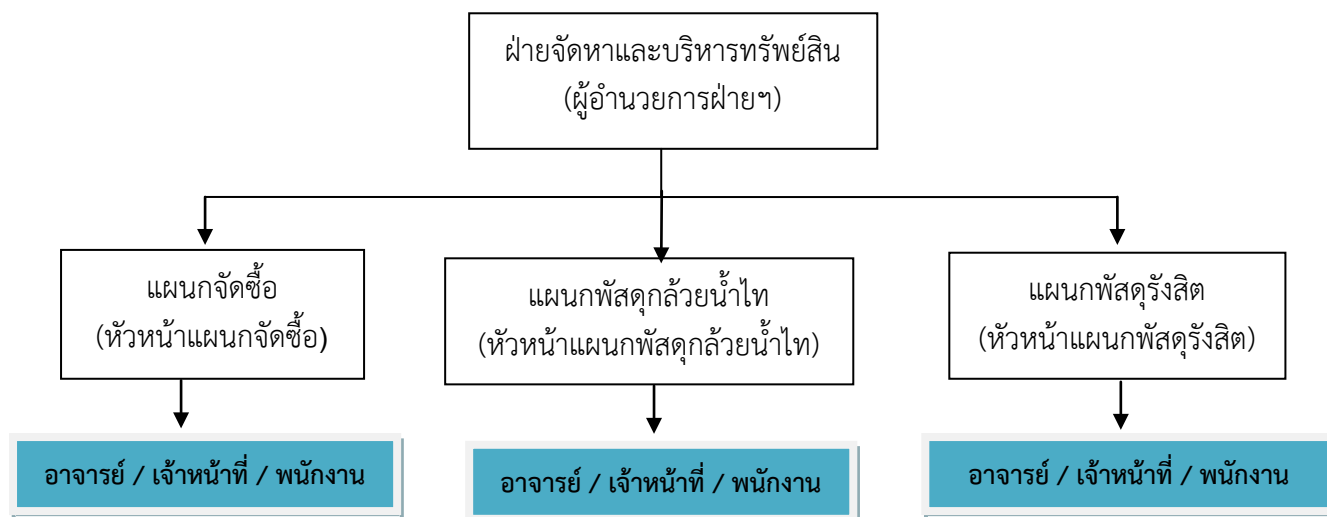 ฝ่ายจัดหาและบริหารทรัพย์สิน
(ผู้อำนวยการฝ่ายฯ)
แผนกจัดซื้อ
(หัวหน้าแผนกจัดซื้อ)
แผนกพัสดุกล้วยน้ำไท
(หัวหน้าแผนกพัสดุกล้วยน้ำไท)
แผนกพัสดุรังสิต
(หัวหน้าแผนกพัสดุรังสิต)
อาจารย์ / เจ้าหน้าที่ / พนักงาน
อาจารย์ / เจ้าหน้าที่ / พนักงาน
อาจารย์ / เจ้าหน้าที่ / พนักงาน